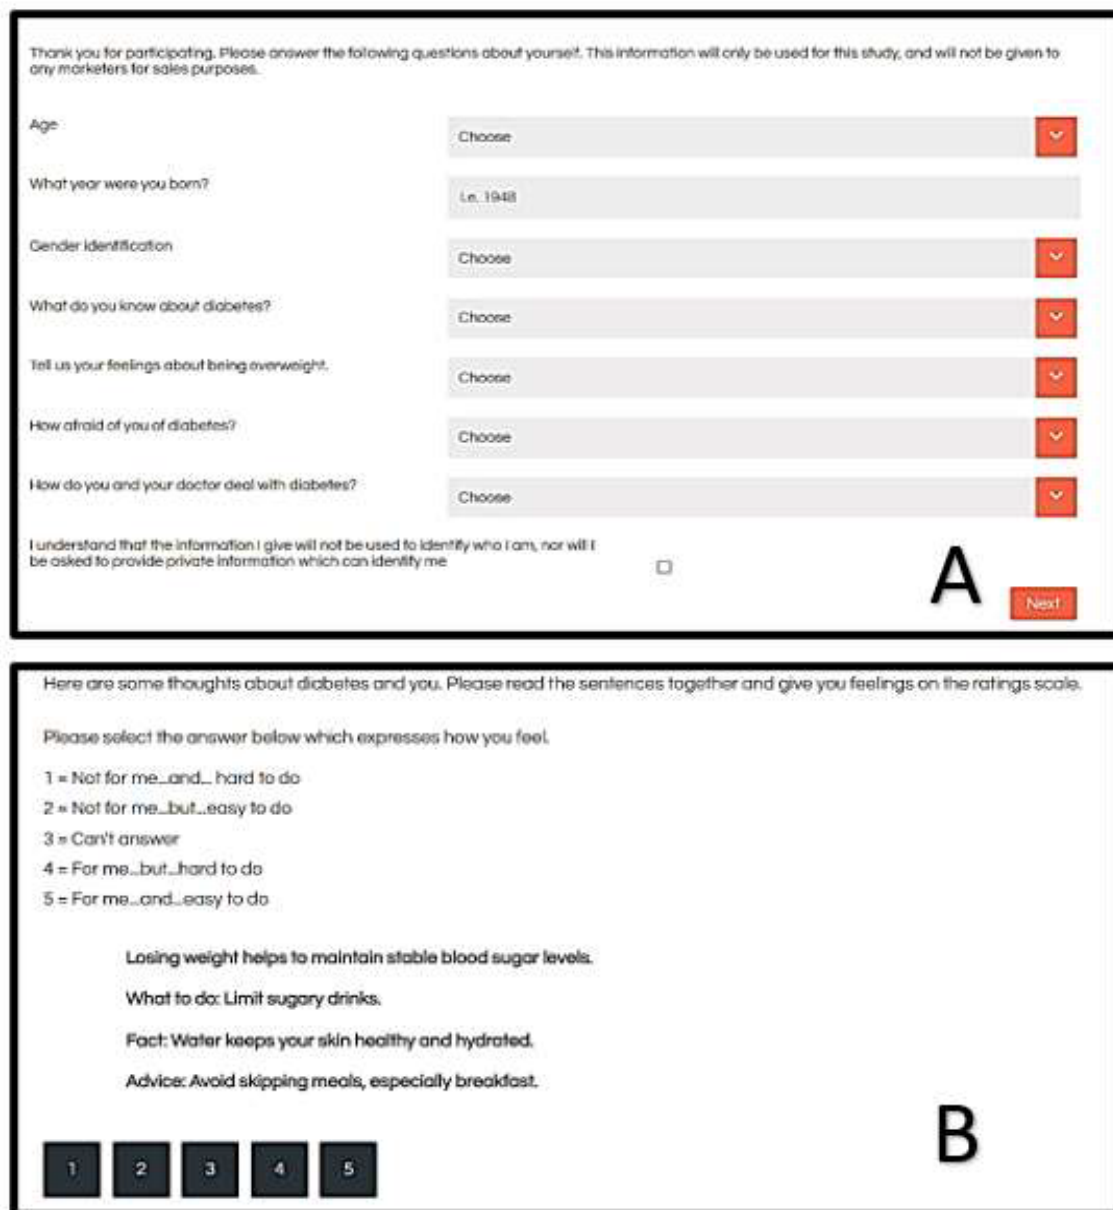 Thank you for participating. Please answer the following questions about yourself. This information will only be used for this study, and will not be given to
any marketers for sales purposes.
Age
Choose
What year were you born?
i.e. 1948
Gender identification
Choose
What do you know about diabetes?
Choose
Tell us your feelings about being overweight.
Choose
How afraid of you of diabetes?
Choose
How do you and your doctor deal with diabetes?
Choose
I understand that the information I give will not be used to identify who I am, nor will I
be asked to provide private information which can identify me
A
Next
Here are some thoughts about diabetes and you. Please read the sentences together and give you feelings on the ratings scale.
Please select the answer below which expresses how you feel.
1 = Not for me...and... hard to do
2 = Not for me...but...easy to do
3 = Can't answer
4 = For me...but...hard to do
5 = For me...and...easy to do
Losing weight helps to maintain stable blood sugar levels.
What to do: Limit sugary drinks.
Fact: Water keeps your skin healthy and hydrated.
Advice: Avoid skipping meals, especially breakfast.
B
1 2 3 4 5